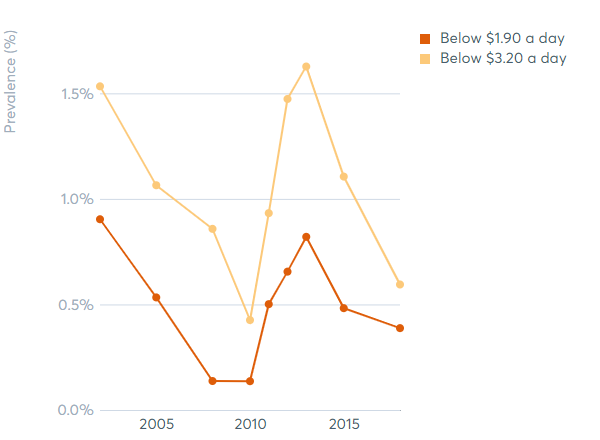 Prevalence (%)
Below $1.90 a day
Below $3.20 a day
1.5%
1.0%
0.5%
0.0%
2005 2010 2015